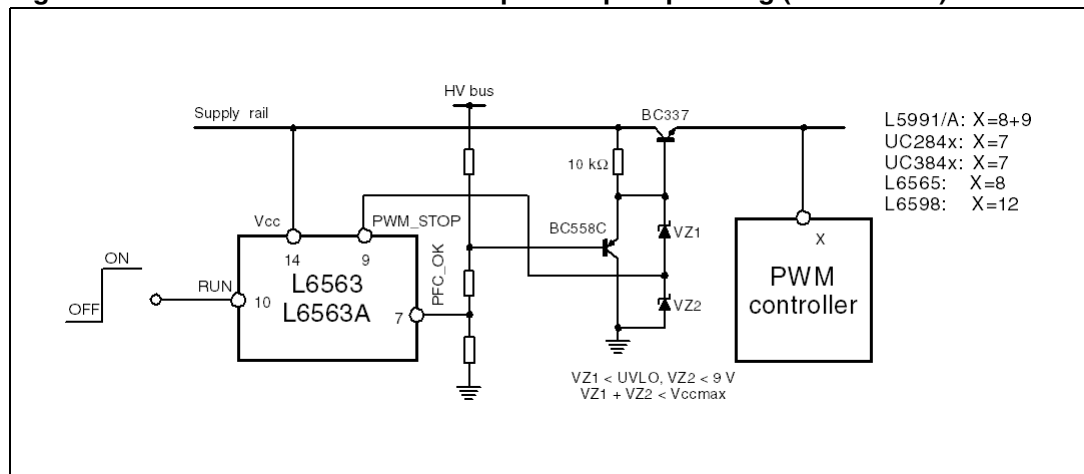 HV bus
Supply rail
BC337
L5991/A: X=8+9
UC284x: X=7
UC384x: X=7
L6565: X=8
L6598: X=12
10 kΩ
Vcc
PWM_STOP
BC558C
VZ1
14
9
X
ON
OFF
RUN
10
L6563
L6563A
7
PFC_OK
VZ2
PWM
controller
VZ1 < UVLO, VZ2 < 9 V
VZ1 + VZ2 < Vccmax